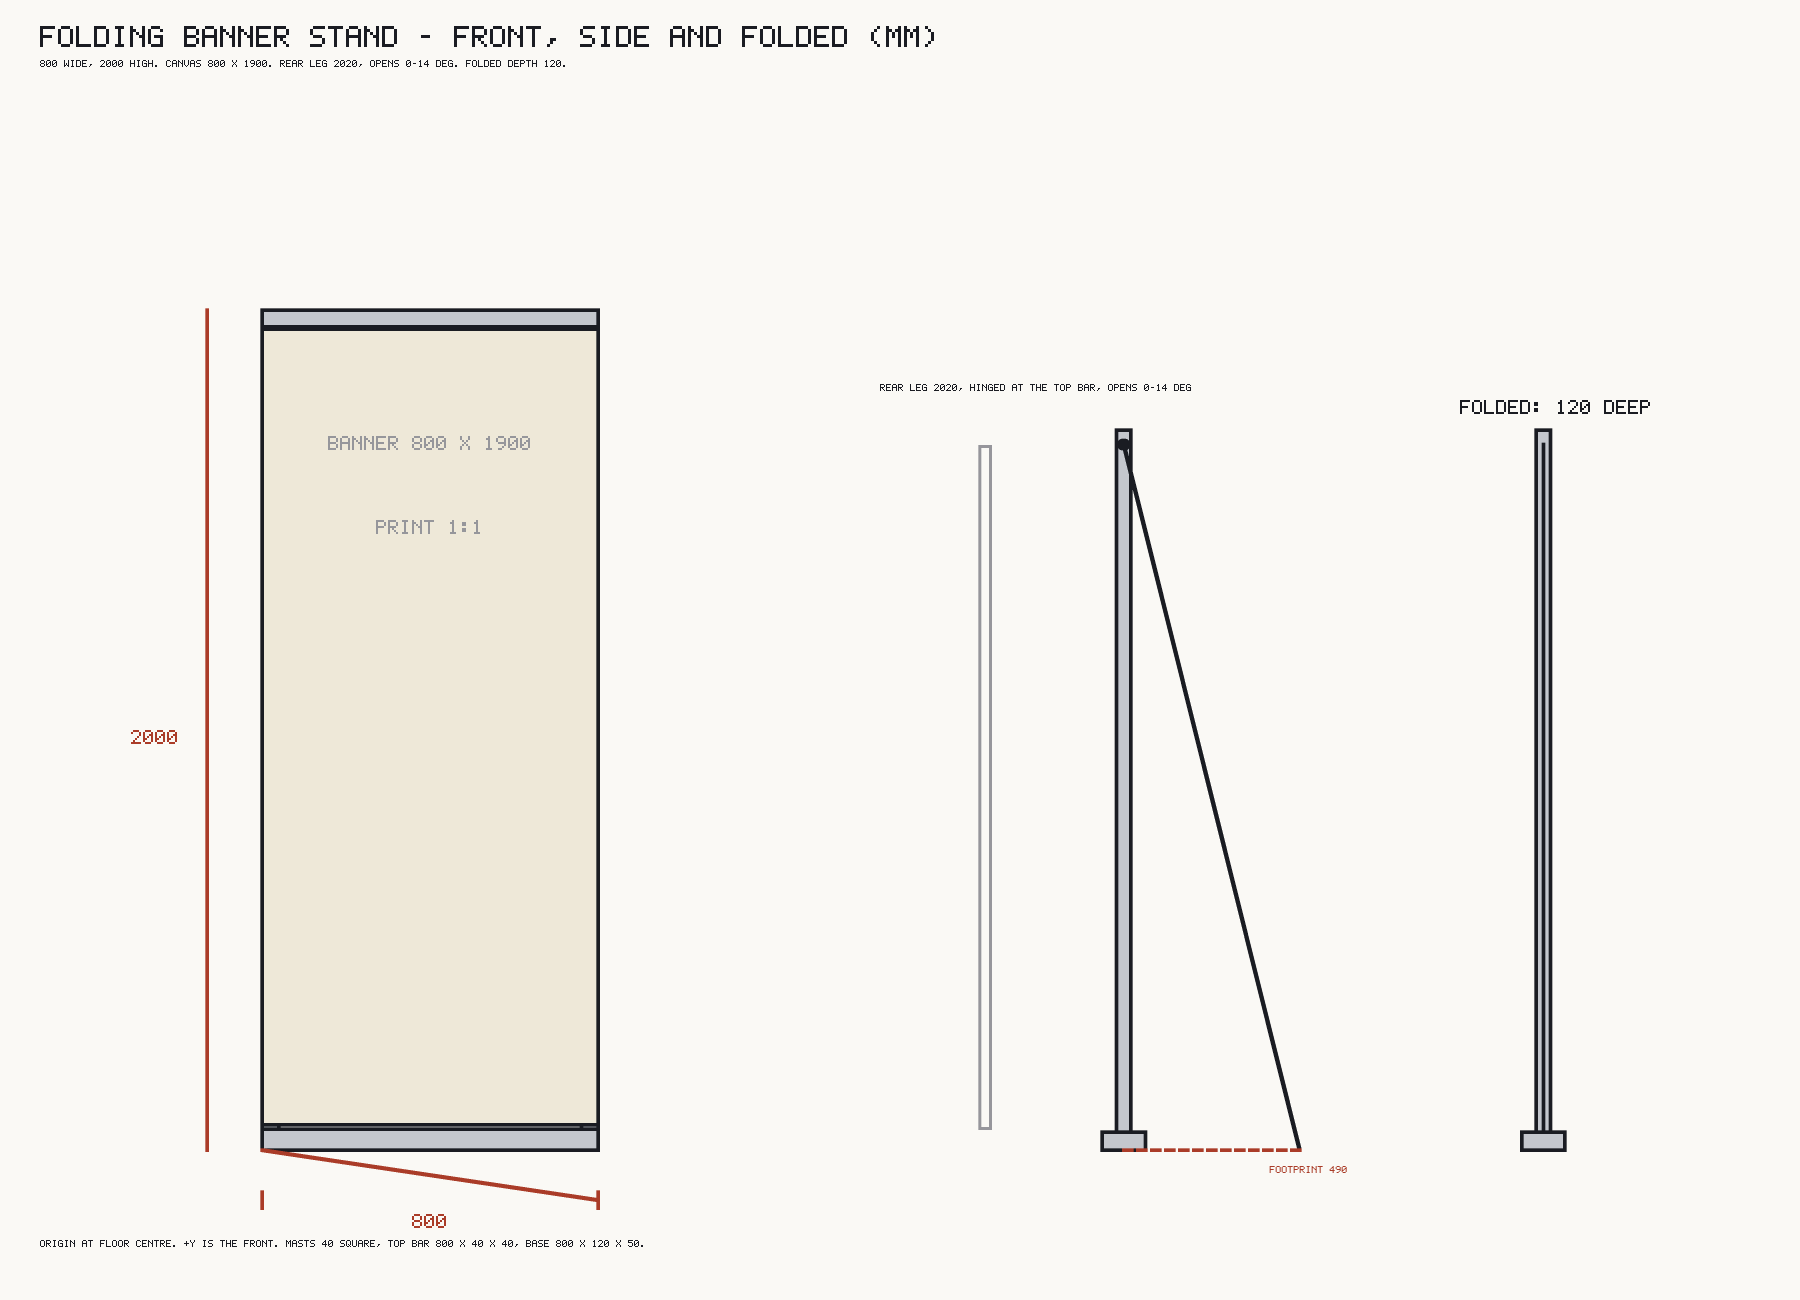 FOLDING BANNER STAND - FRONT, SIDE AND FOLDED (MM)
800 WIDE, 2000 HIGH. CANVAS 800 X 1900. REAR LEG 2020, OPENS 0-14 DEG. FOLDED DEPTH 120.
REAR LEG 2020, HINGED AT THE TOP BAR, OPENS 0-14 DEG
FOLDED: 120 DEEP
BANNER 800 X 1900
PRINT 1:1
2000
FOOTPRINT 490
800
ORIGIN AT FLOOR CENTRE. +Y IS THE FRONT. MASTS 40 SQUARE, TOP BAR 800 X 40 X 40, BASE 800 X 120 X 50.